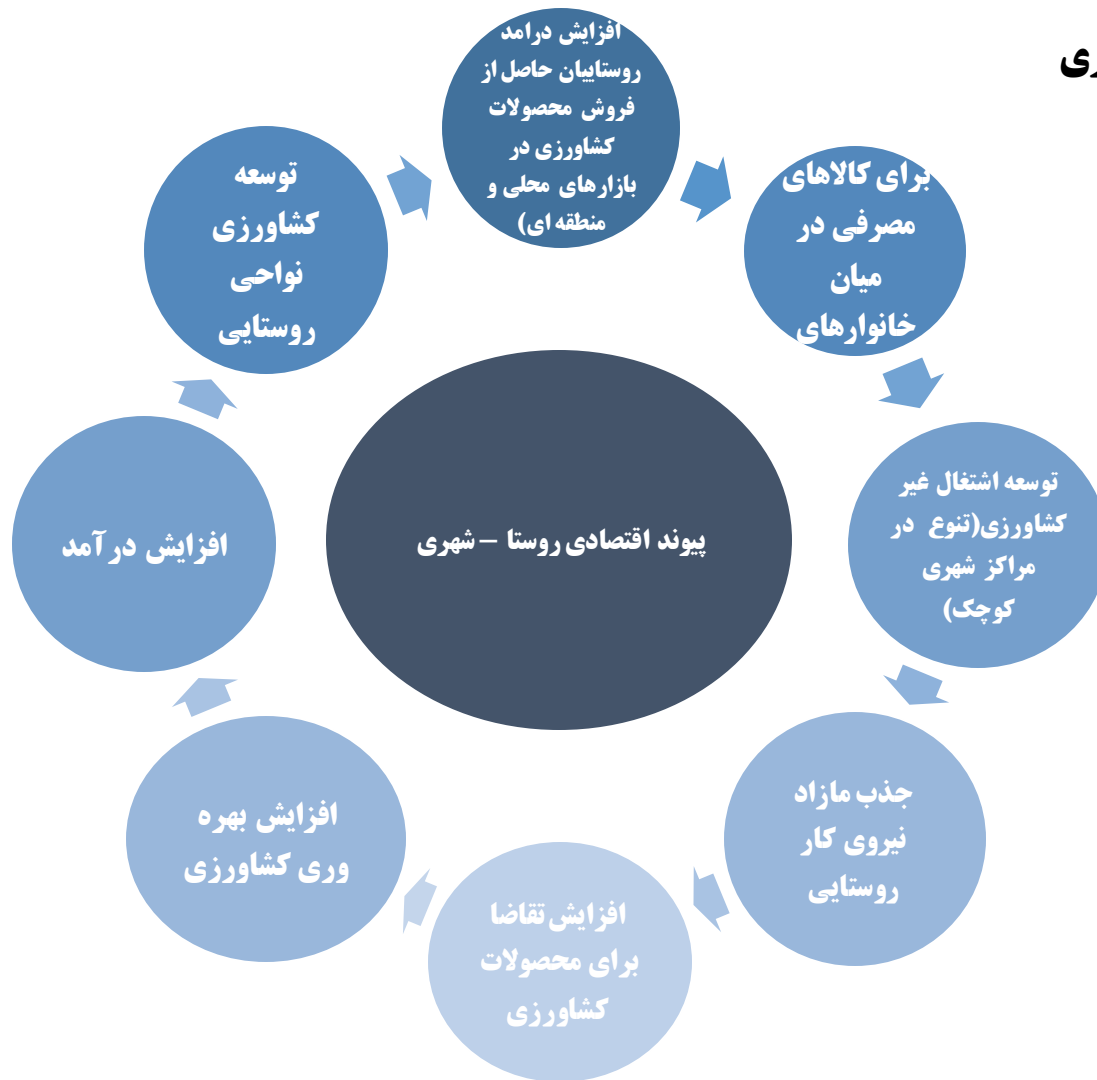 ری
افزایش درامد
روستاییان حاصل از
فروش محصولات
کشاورزی در
بازارهای محلی و
منطقه ای)
برای کالاهای
مصرفی در
میان
خانوارهای
توسعه اشتغال غیر
کشاورزی(تنوع در
مراکز شهری
کوچک)
جذب مازاد
نیروی کار
روستایی
افزایش تقاضا
برای محصولات
کشاورزی
افزایش بهره
وری کشاورزی
افزایش درآمد
توسعه
کشاورزی
نواحی
روستایی
پیوند اقتصادی روستا – شهری